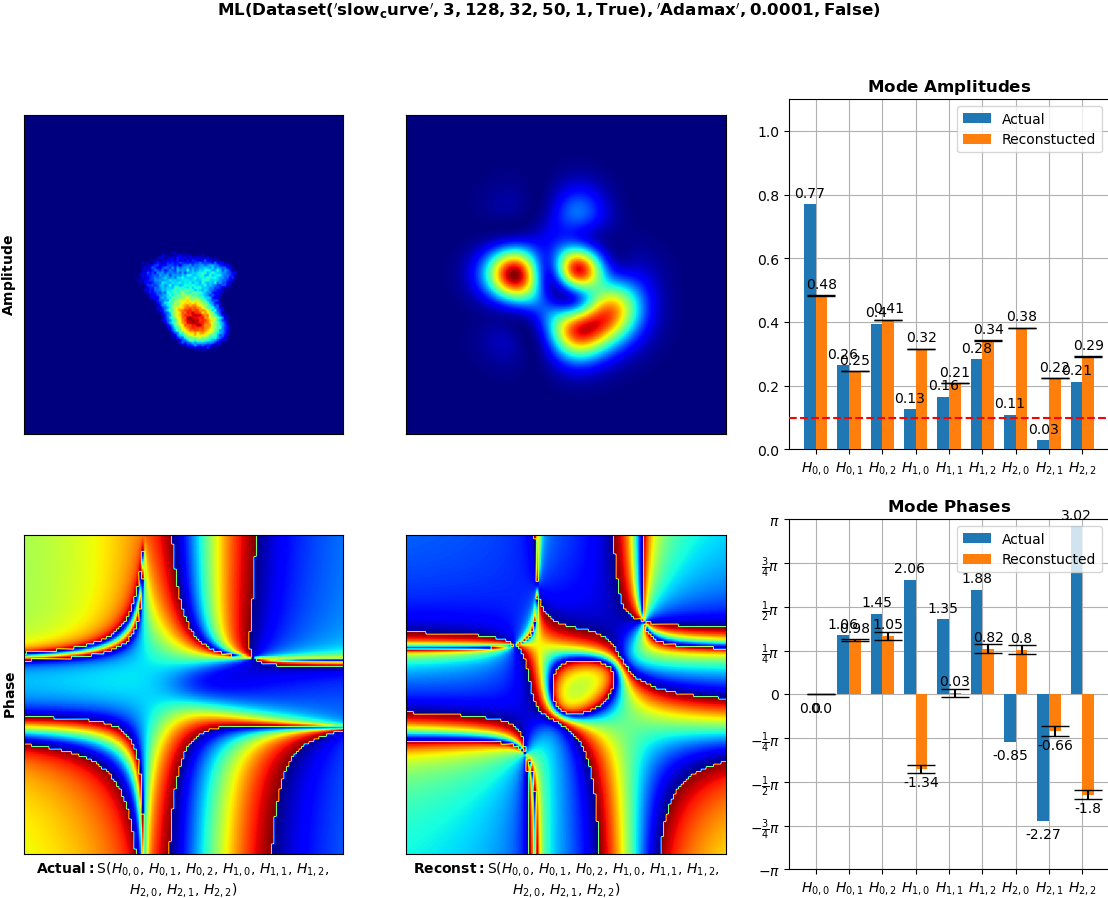 ML(Dataset('slow_curve', 3, 128, 32, 50, 1, True), 'Adamax', 0.0001, False)
Mode Amplitudes
Actual
Reconstucted
1.0
0.8
0.6
0.4
0.2
0.0
0.77
0.48
0.26
0.25
0.4
0.41
0.13
0.32
0.16
0.21
0.28
0.34
0.11
0.38
0.03
0.22
0.21
0.29
H0,0 H0,1 H0,2 H1,0 H1,1 H1,2 H2,0 H2,1 H2,2
Amplitude
Mode Phases
Actual
Reconstucted
π
3/4π
1/2π
1/4π
0
−1/4π
−1/2π
−3/4π
−π
0.0
0.0
1.06
0.98
1.45
1.05
2.06
-1.34
1.35
0.03
1.88
0.82
-0.85
0.8
-2.27
-0.66
3.02
-1.8
H0,0 H0,1 H0,2 H1,0 H1,1 H1,2 H2,0 H2,1 H2,2
Phase
Actual: S(H0,0, H0,1, H0,2, H1,0, H1,1, H1,2,
H2,0, H2,1, H2,2)
Reconst: S(H0,0, H0,1, H0,2, H1,0, H1,1, H1,2,
H2,0, H2,1, H2,2)